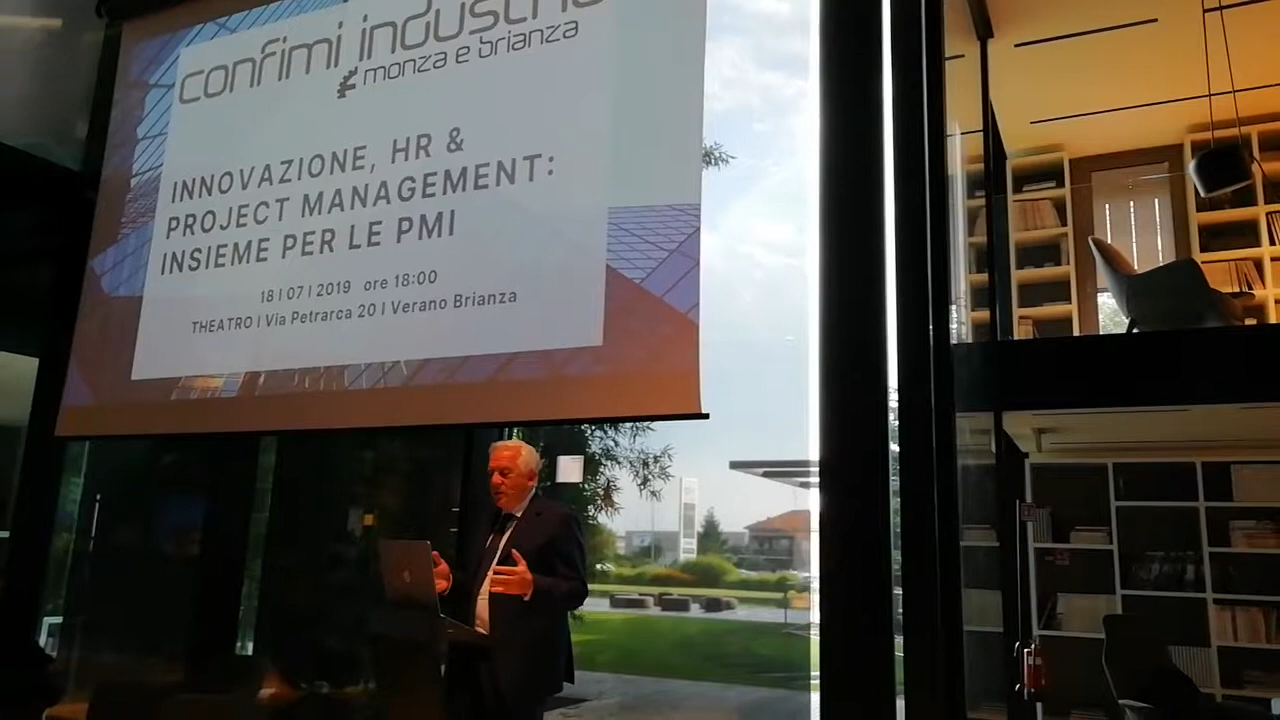 confimi industria
monza e brianza
INNOVAZIONE, HR &
PROJECT MANAGEMENT:
INSIEME PER LE PMI
18 | 07 | 2019 ore 18:00
THEATRO | Via Petrarca 20 | Verano Brianza